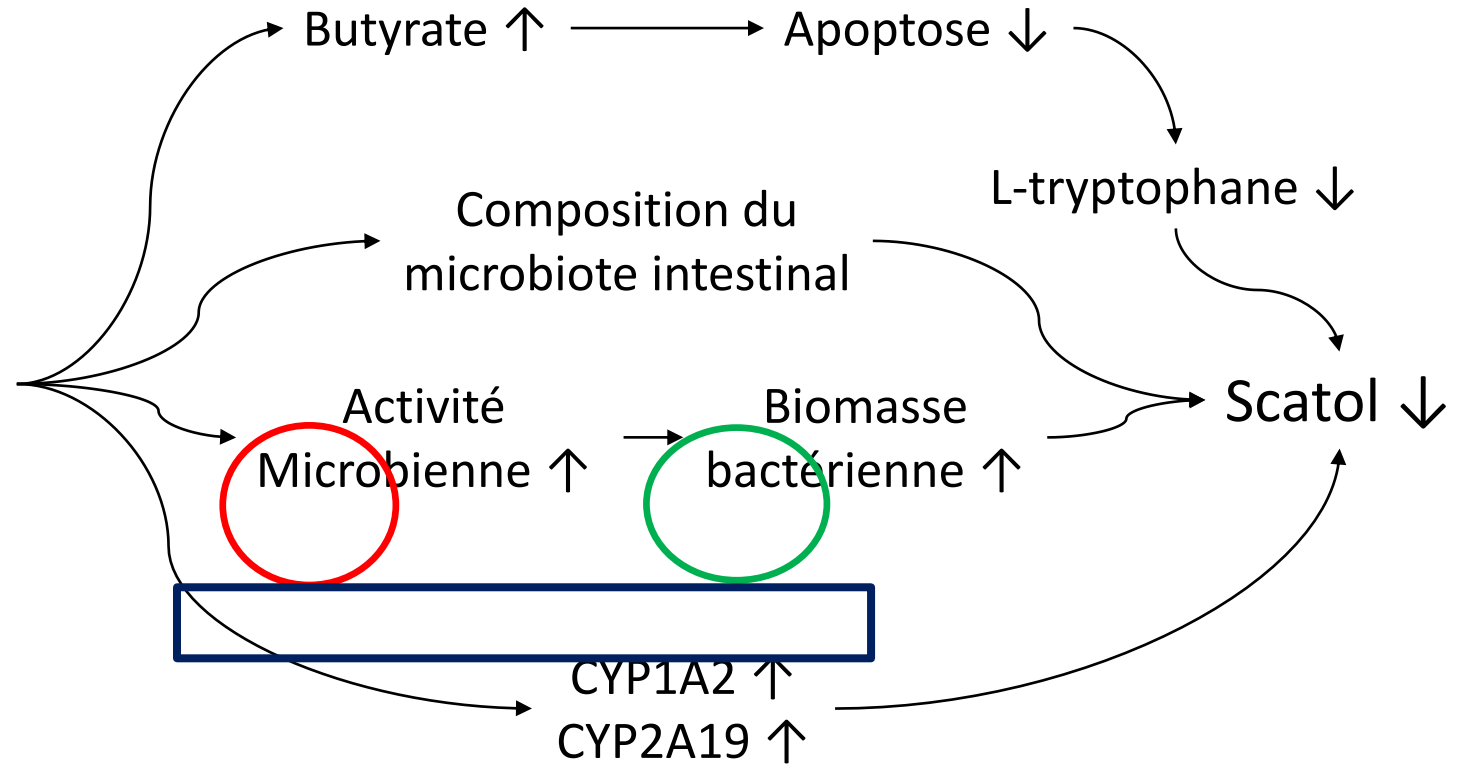 Butyrate ↑
Apoptose ↓
L-tryptophane ↓
Composition du
microbiote intestinal
Activité
Microbienne ↑
Biomasse
bactérienne ↑
Scatol ↓
CYP1A2 ↑
CYP2A19 ↑